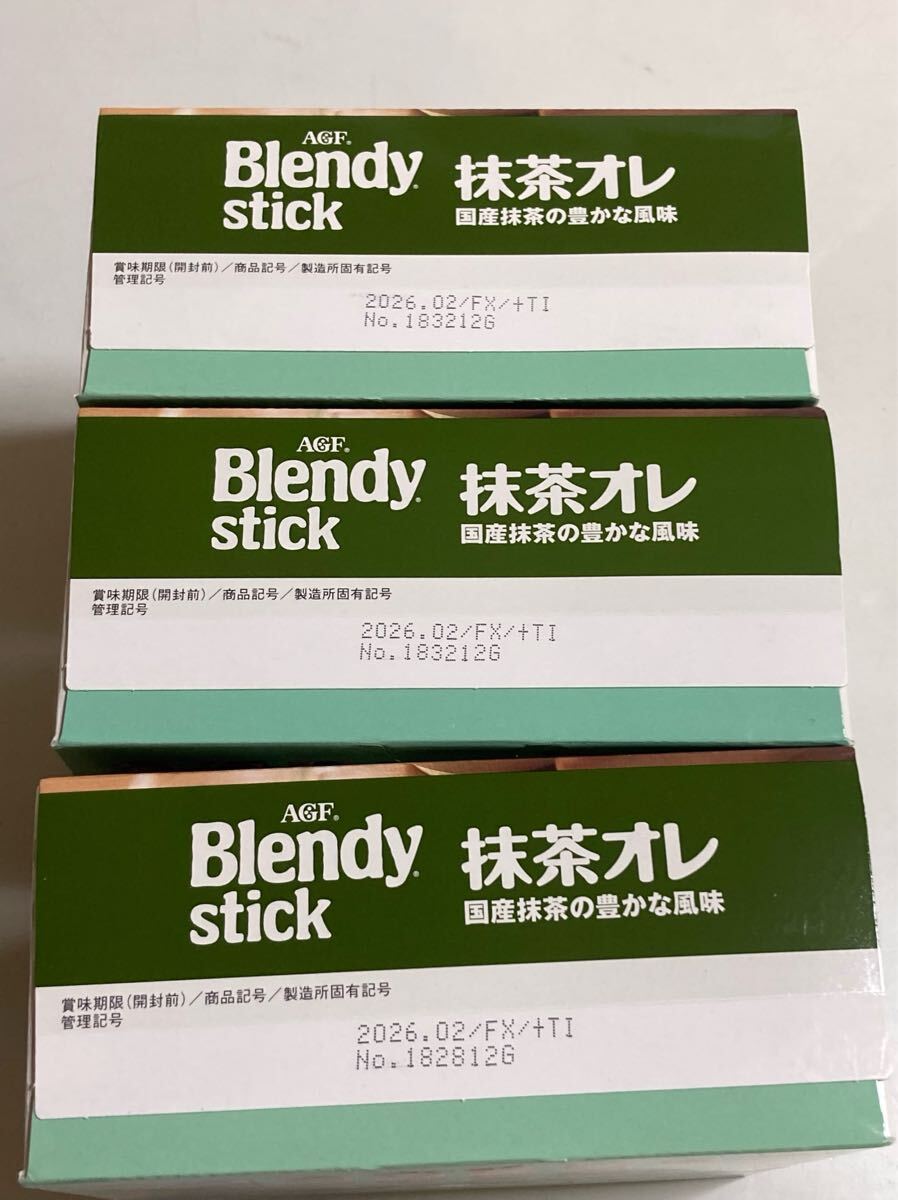 AGF®
Blendy®
stick
抹茶オレ
国産抹茶の豊かな風味
賞味期限(開封前)/商品記号/製造所固有記号
管理記号
2026.02/FX/+TI
No.183212G
AGF®
Blendy®
stick
抹茶オレ
国産抹茶の豊かな風味
賞味期限(開封前)/商品記号/製造所固有記号
管理記号
2026.02/FX/+TI
No.183212G
AGF®
Blendy®
stick
抹茶オレ
国産抹茶の豊かな風味
賞味期限(開封前)/商品記号/製造所固有記号
管理記号
2026.02/FX/+TI
No.182812G